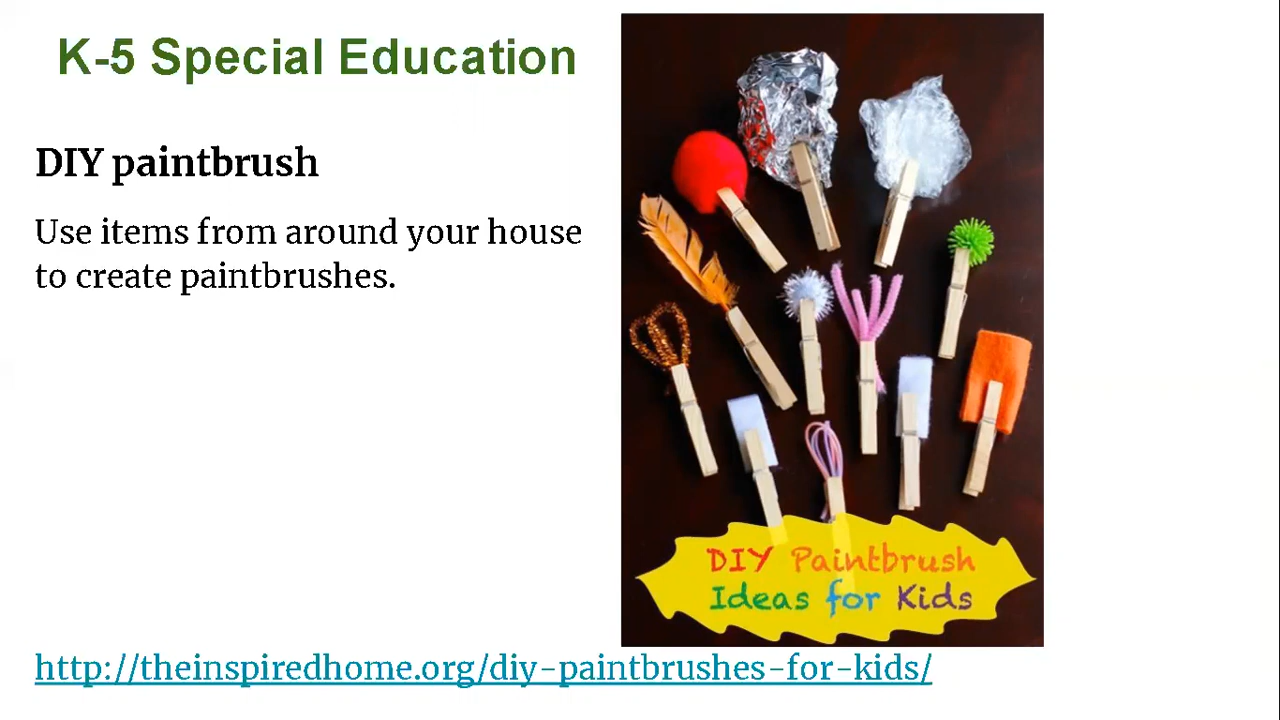 K-5 Special Education
DIY paintbrush
Use items from around your house
to create paintbrushes.
DIY Paintbrush
Ideas for Kids
http://theinspiredhome.org/diy-paintbrushes-for-kids/